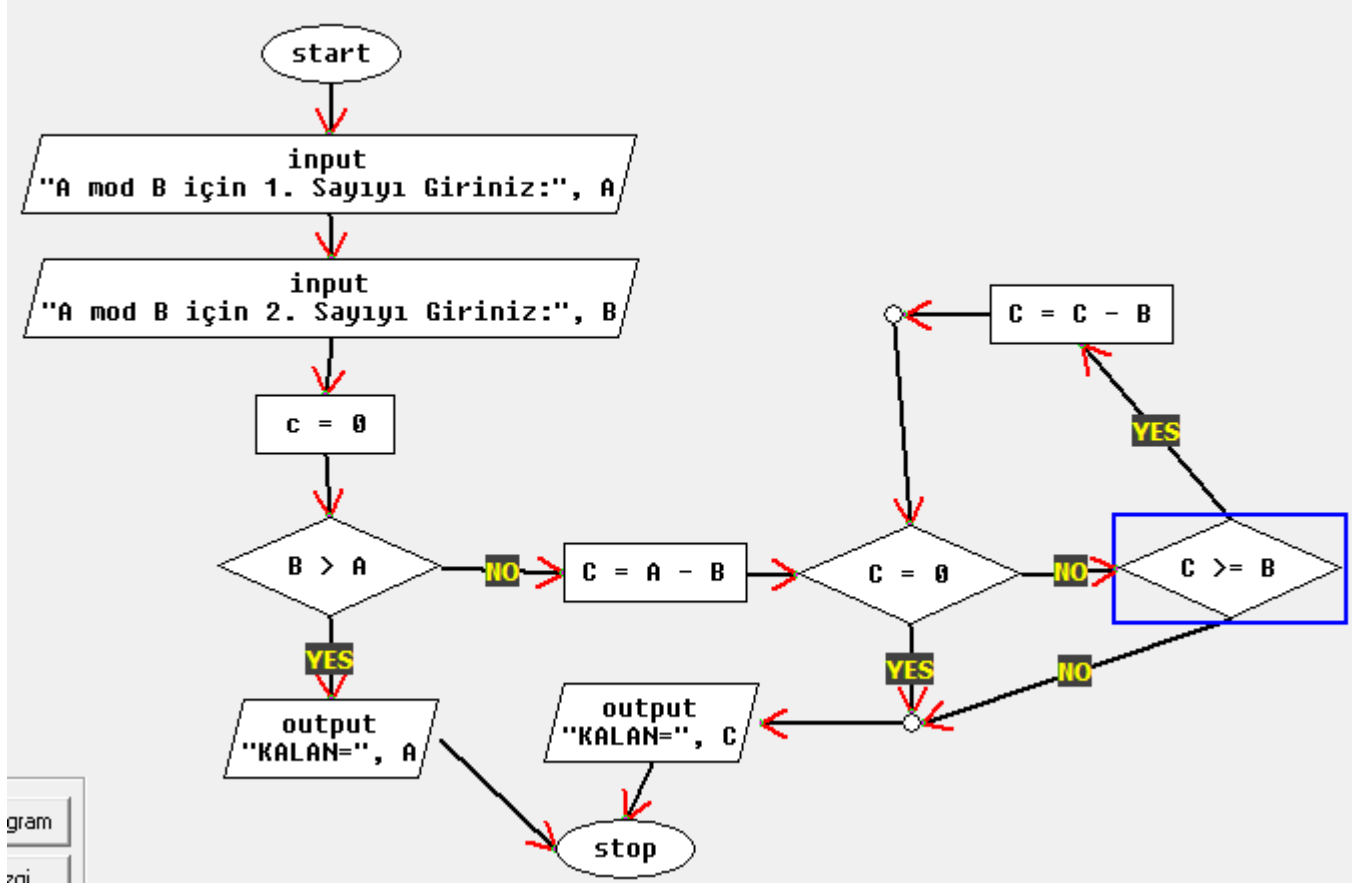 start
input
"A mod B için 1. Sayıyı Giriniz:", A
input
"A mod B için 2. Sayıyı Giriniz:", B
c = 0
B > A
NO
C = A - B
C = 0
NO
C >= B
YES
C = C - B
YES
output
"KALAN=", A
YES
NO
output
"KALAN=", C
stop
gram